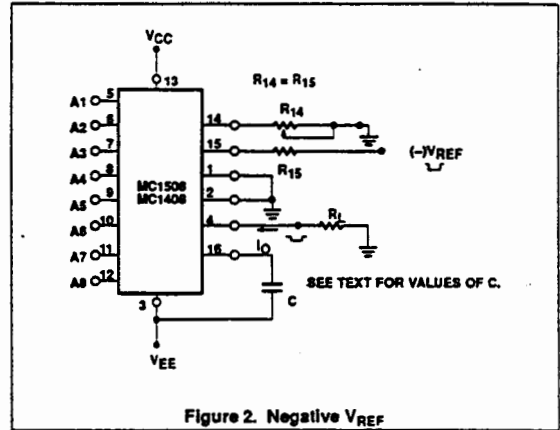 VCC
13
R14 = R15
A1 5
A2 6
A3 7
A4 8
A5 9
A6 10
A7 11
A8 12
MC1508
MC1408
14
R14
15
R15
(–)VREF
1
2
4
RL
16
IO
C
SEE TEXT FOR VALUES OF C.
3
VEE
Figure 2. Negative VREF